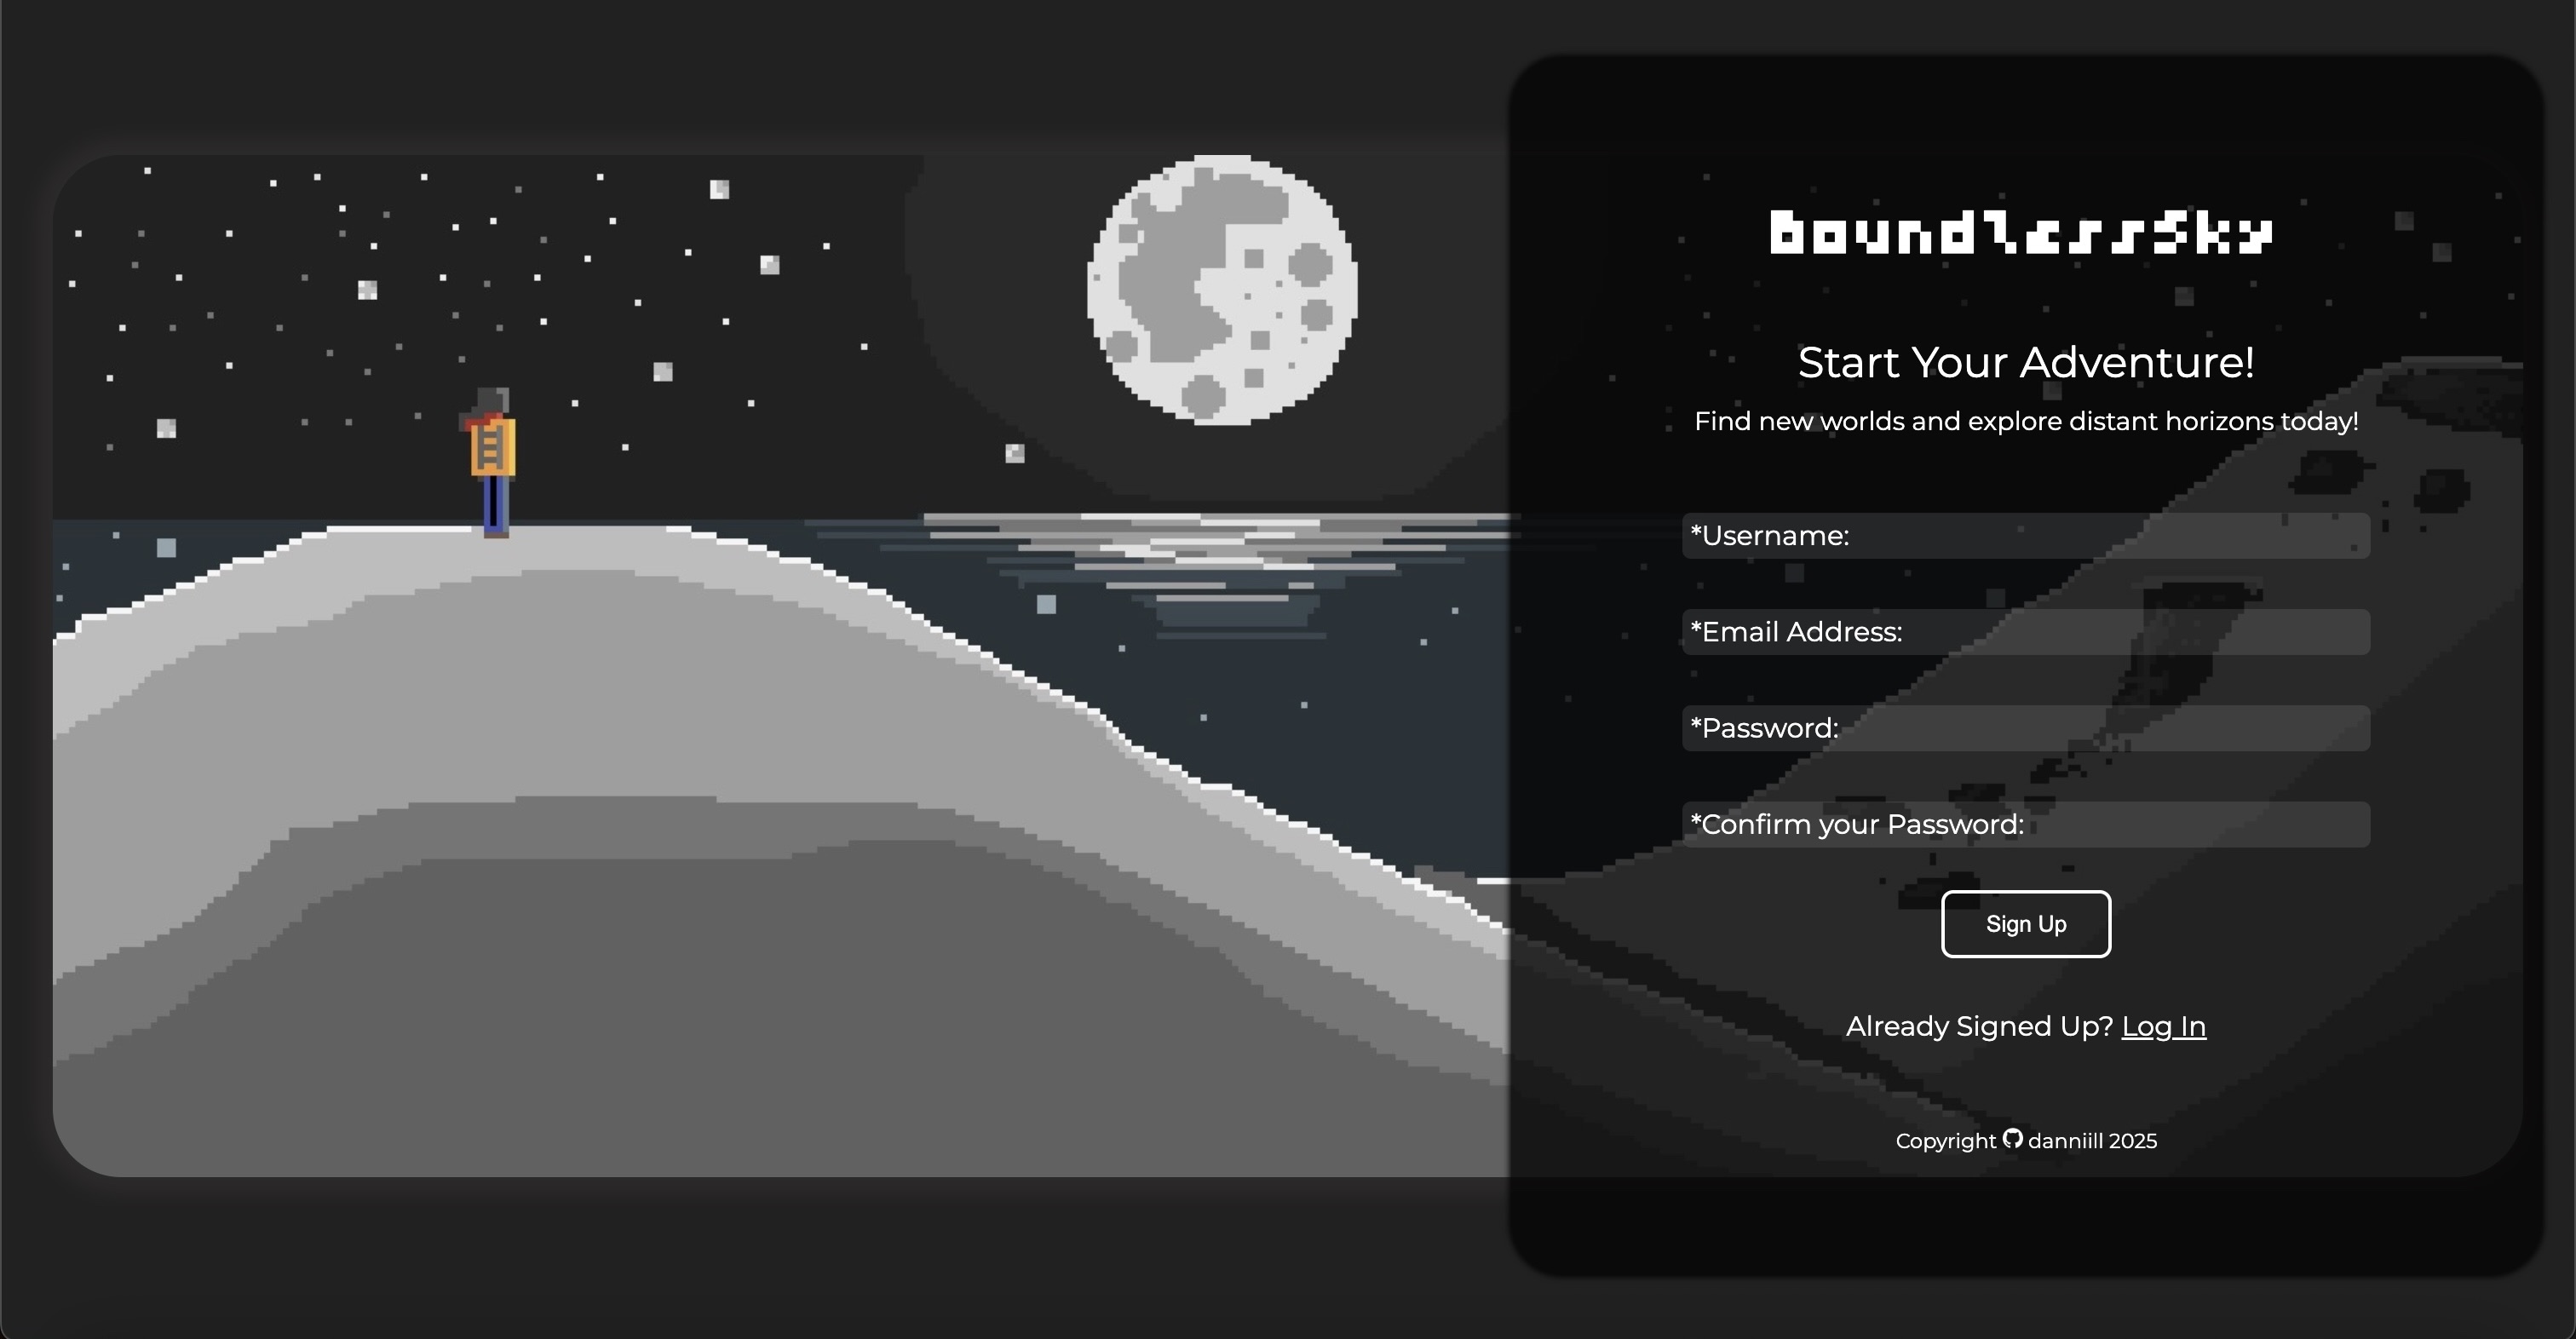 boundlessSky
Start Your Adventure!
Find new worlds and explore distant horizons today!
*Username:
*Email Address:
*Password:
*Confirm your Password:
Sign Up
Already Signed Up? Log In
Copyright danniill 2025